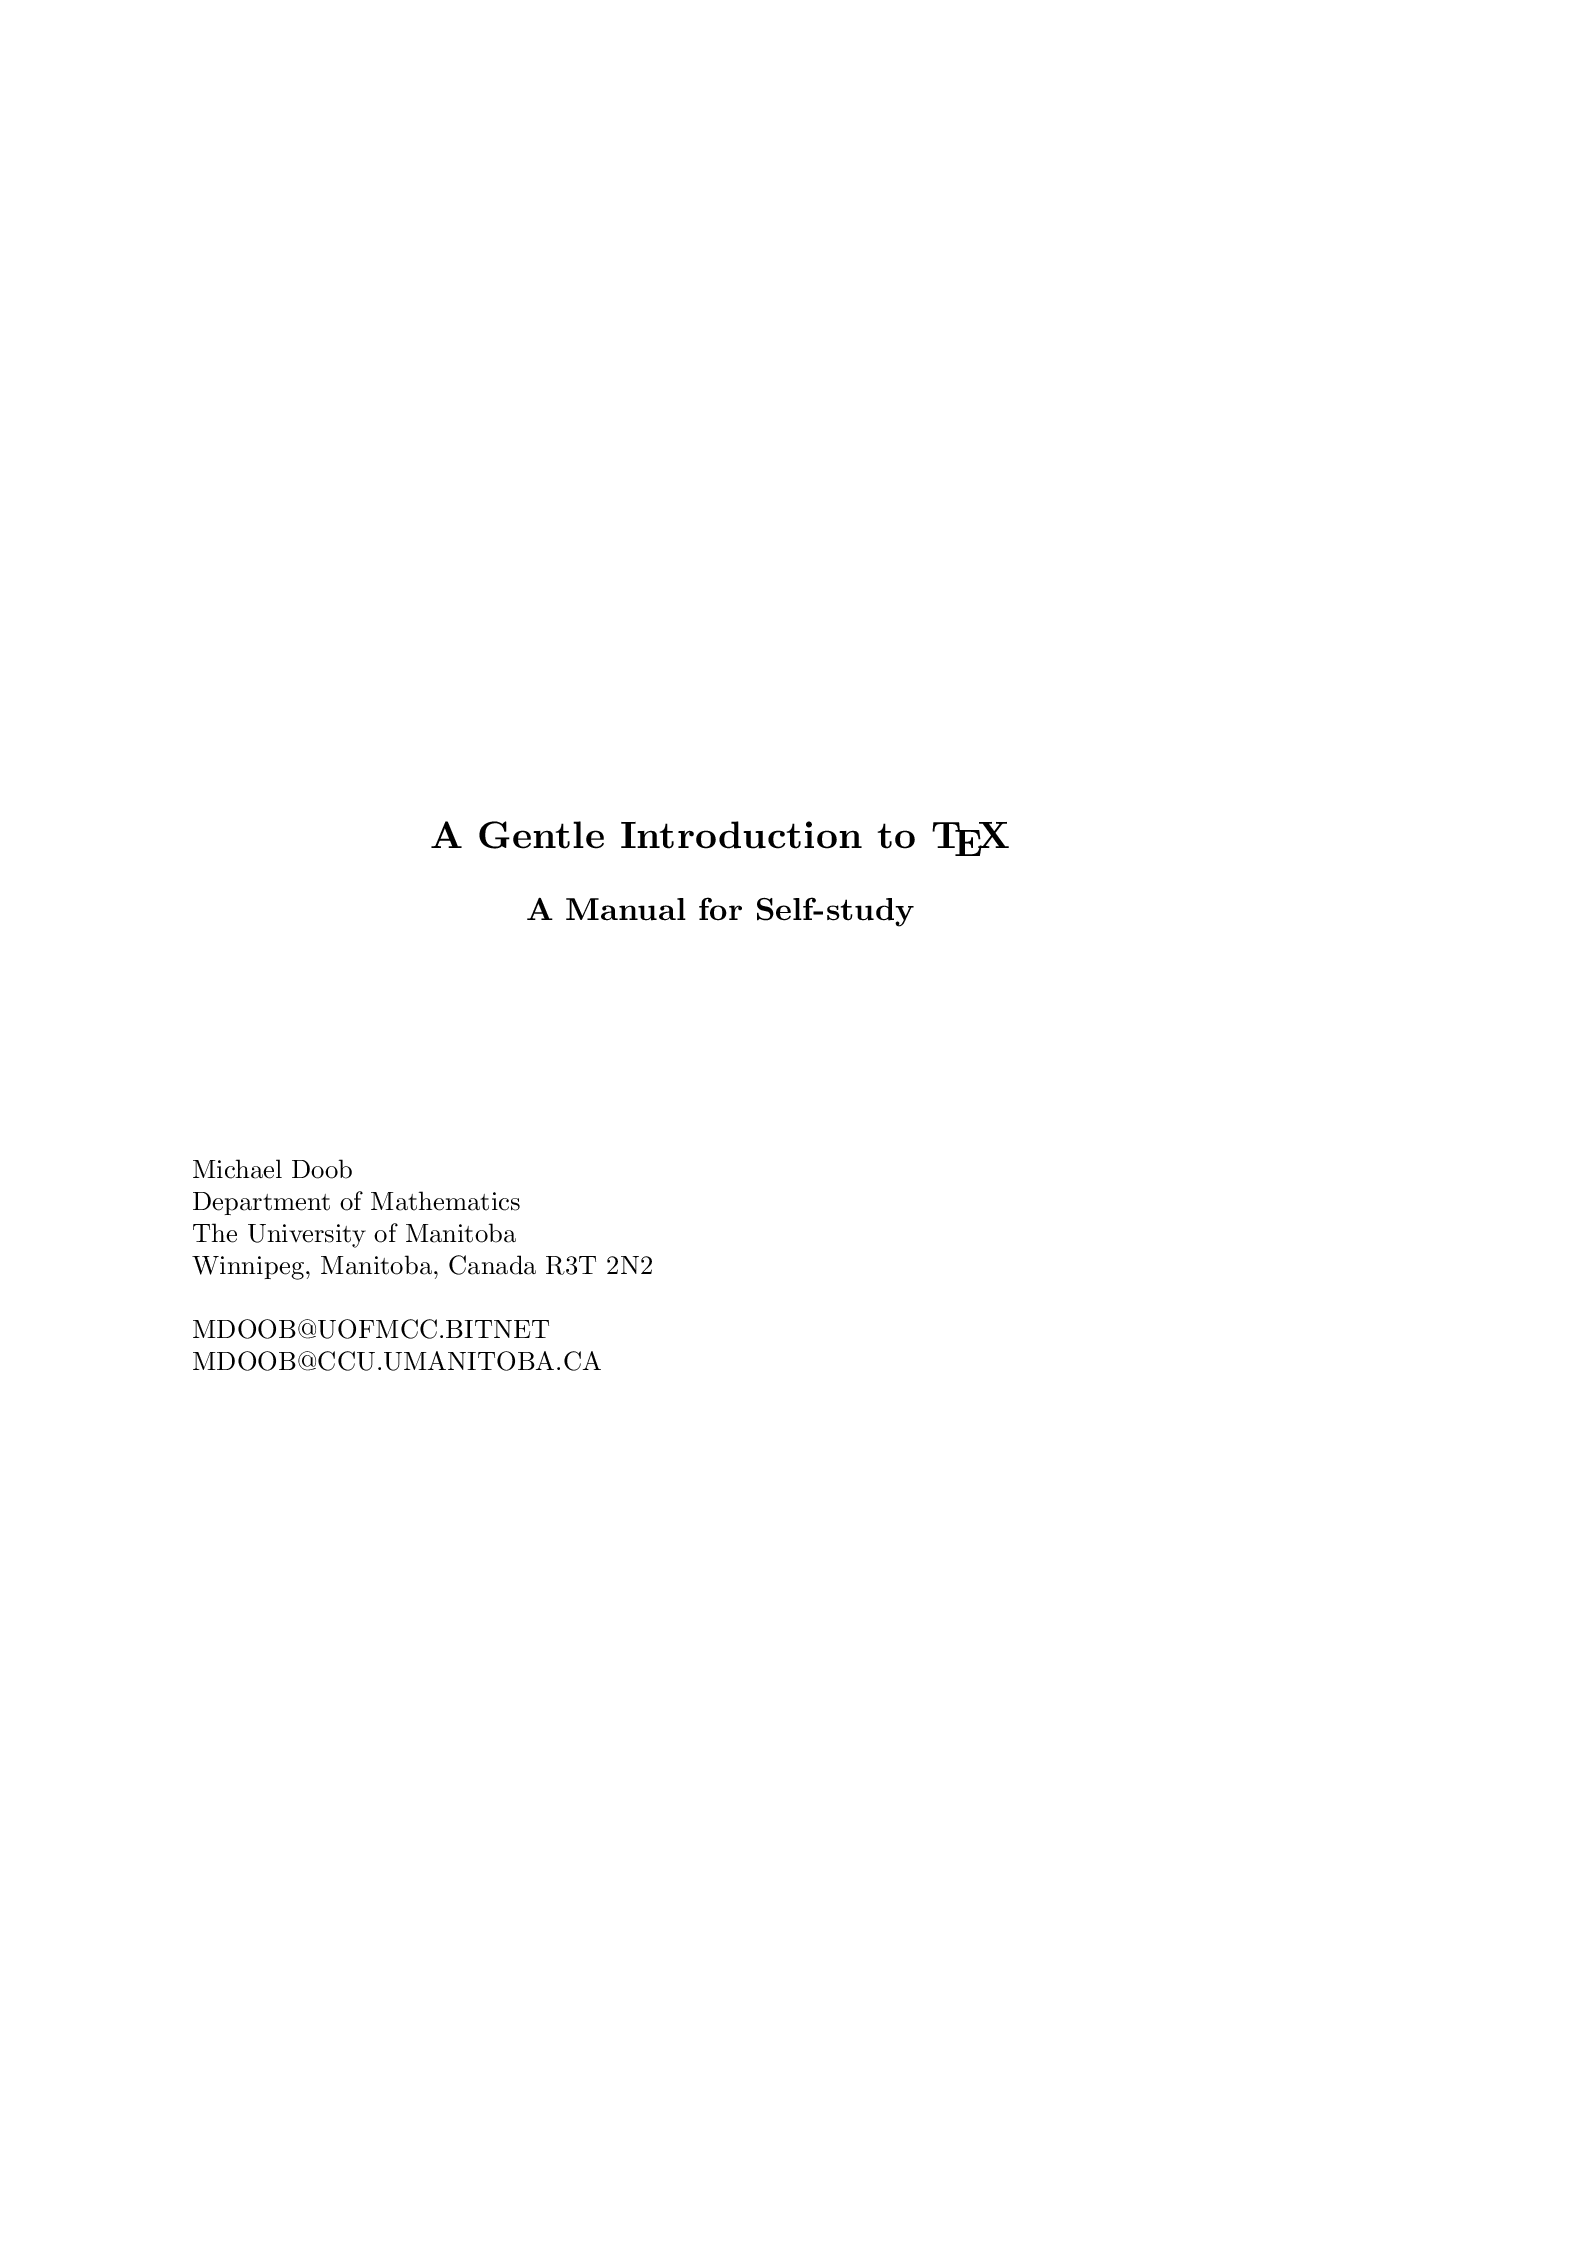 A Gentle Introduction to TEX
A Manual for Self-study
Michael Doob
Department of Mathematics
The University of Manitoba
Winnipeg, Manitoba, Canada R3T 2N2
MDOOB@UOFMCC.BITNET
MDOOB@CCU.UMANITOBA.CA